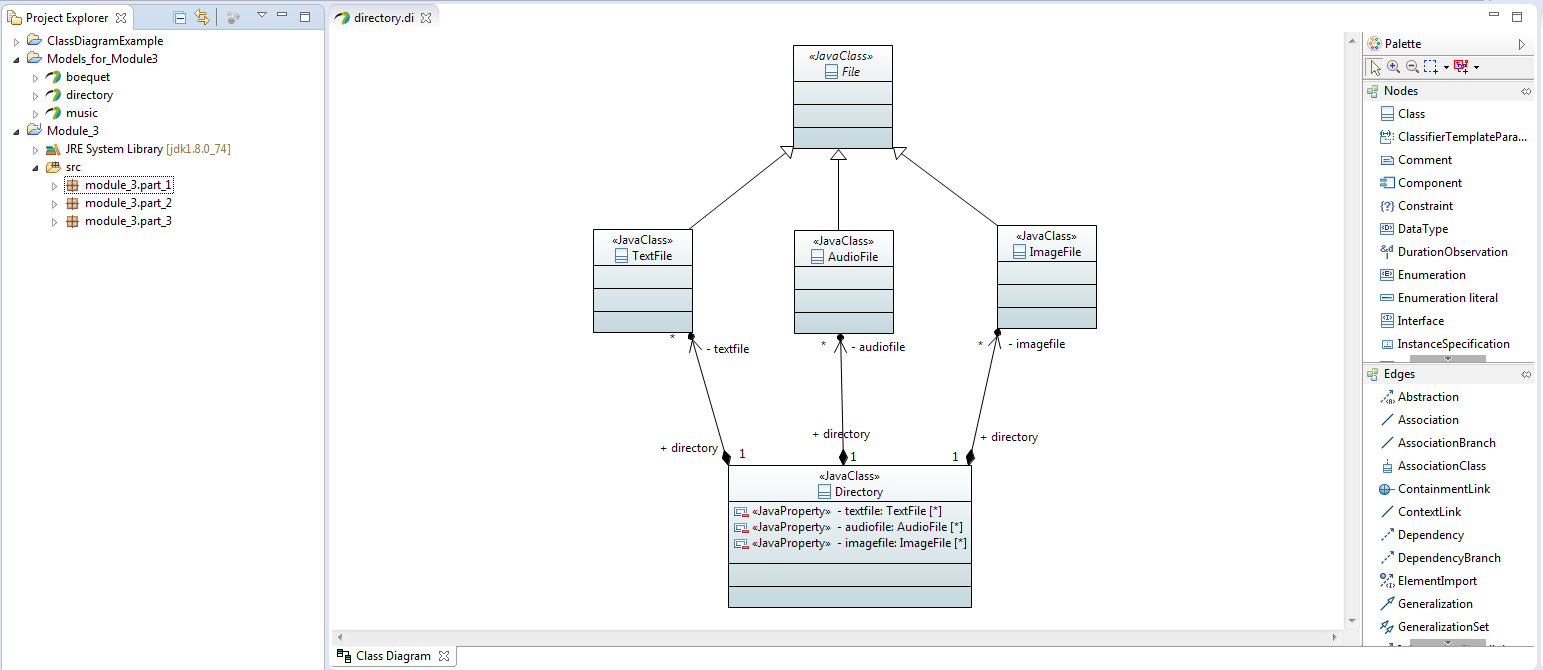 Project Explorer
ClassDiagramExample
Models_for_Module3
boequet
directory
music
Module_3
JRE System Library [jdk1.8.0_74]
src
module_3.part_1
module_3.part_2
module_3.part_3
directory.di
«JavaClass»
File
«JavaClass»
TextFile
«JavaClass»
AudioFile
«JavaClass»
ImageFile
* - textfile
* - audiofile
* - imagefile
+ directory 1
+ directory 1
+ directory 1
«JavaClass»
Directory
«JavaProperty» - textfile: TextFile [*]
«JavaProperty» - audiofile: AudioFile [*]
«JavaProperty» - imagefile: ImageFile [*]
Class Diagram
Palette
Nodes
Class
ClassifierTemplatePara...
Comment
Component
Constraint
DataType
DurationObservation
Enumeration
Enumeration literal
Interface
InstanceSpecification
Edges
Abstraction
Association
AssociationBranch
AssociationClass
ContainmentLink
ContextLink
Dependency
DependencyBranch
ElementImport
Generalization
GeneralizationSet